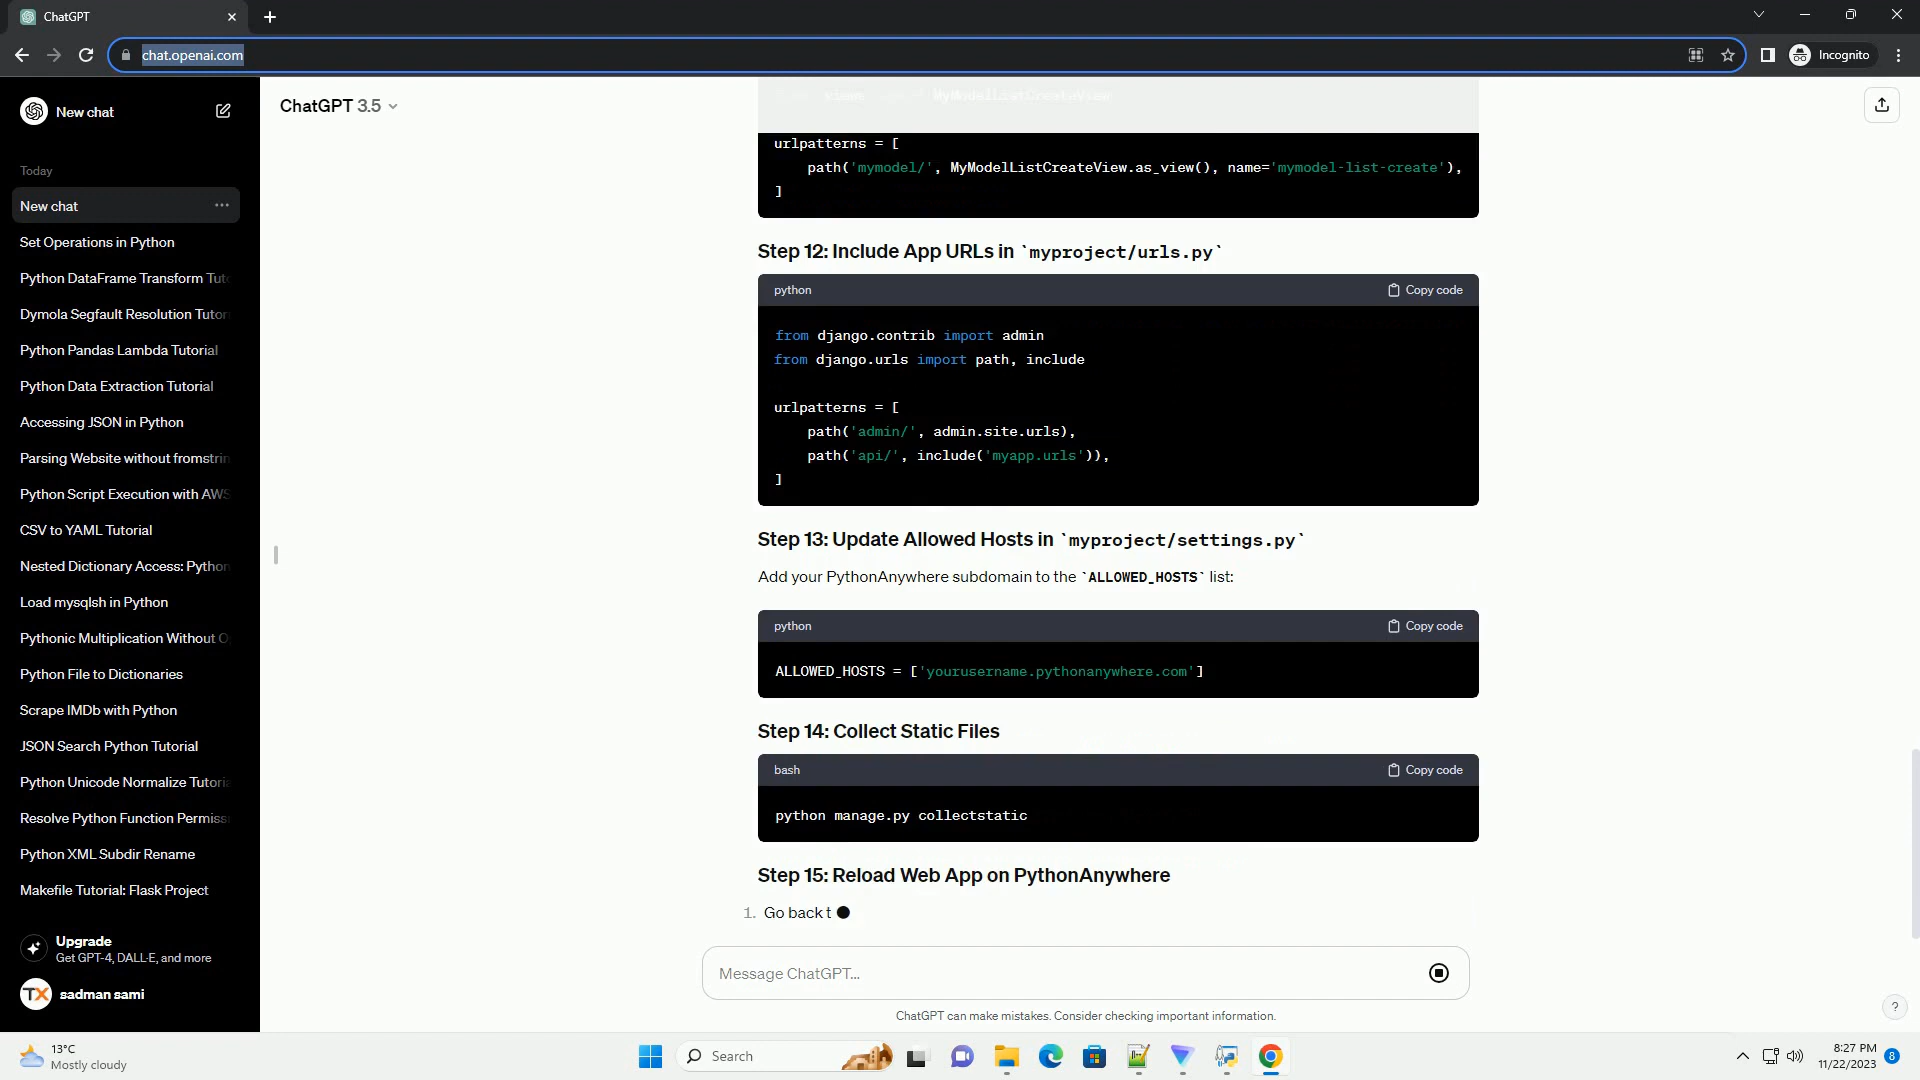 ChatGPT
chat.openai.com
Incognito
New chat
Today
New chat
Set Operations in Python
Python DataFrame Transform Tut
Dymola Segfault Resolution Tutor
Python Pandas Lambda Tutorial
Python Data Extraction Tutorial
Accessing JSON in Python
Parsing Website without fromstrin
Python Script Execution with AWS
CSV to YAML Tutorial
Nested Dictionary Access: Python
Load mysqlsh in Python
Pythonic Multiplication Without O
Python File to Dictionaries
Scrape IMDb with Python
JSON Search Python Tutorial
Python Unicode Normalize Tutoria
Resolve Python Function Permiss
Python XML Subdir Rename
Makefile Tutorial: Flask Project
Upgrade
Get GPT-4, DALL·E, and more
TX sadman sami
ChatGPT 3.5
MyModelListCreateView
urlpatterns = [
path('mymodel/', MyModelListCreateView.as_view(), name='mymodel-list-create'),
]
Step 12: Include App URLs in `myproject/urls.py`
python
Copy code
from django.contrib import admin
from django.urls import path, include
urlpatterns = [
path('admin/', admin.site.urls),
path('api/', include('myapp.urls')),
]
Step 13: Update Allowed Hosts in `myproject/settings.py`
Add your PythonAnywhere subdomain to the `ALLOWED_HOSTS` list:
python
Copy code
ALLOWED_HOSTS = ['yourusername.pythonanywhere.com']
Step 14: Collect Static Files
bash
Copy code
python manage.py collectstatic
Step 15: Reload Web App on PythonAnywhere
1. Go back t
Message ChatGPT...
ChatGPT can make mistakes. Consider checking important information.
?
13°C
Mostly cloudy
Search
8:27 PM
11/22/2023
8